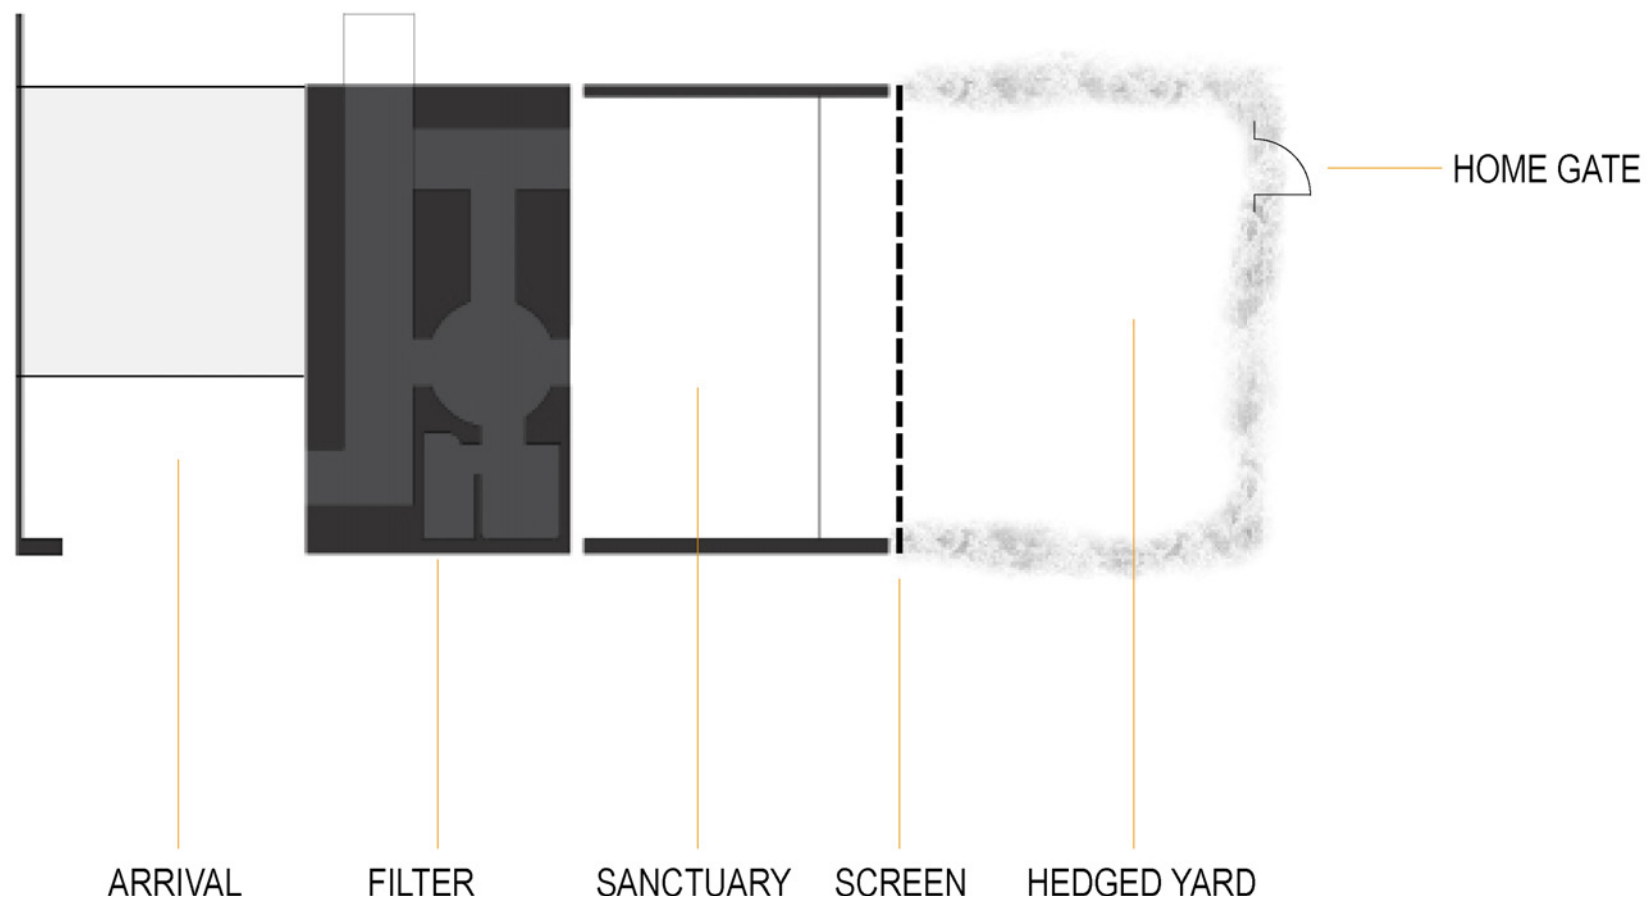 HOME GATE
ARRIVAL
FILTER
SANCTUARY
SCREEN
HEDGED YARD